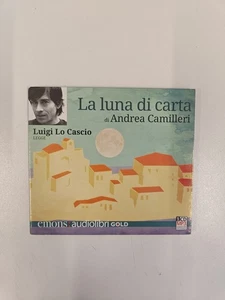 La luna di carta
di Andrea Camilleri
Luigi Lo Cascio
emons: audiolibri GOLD